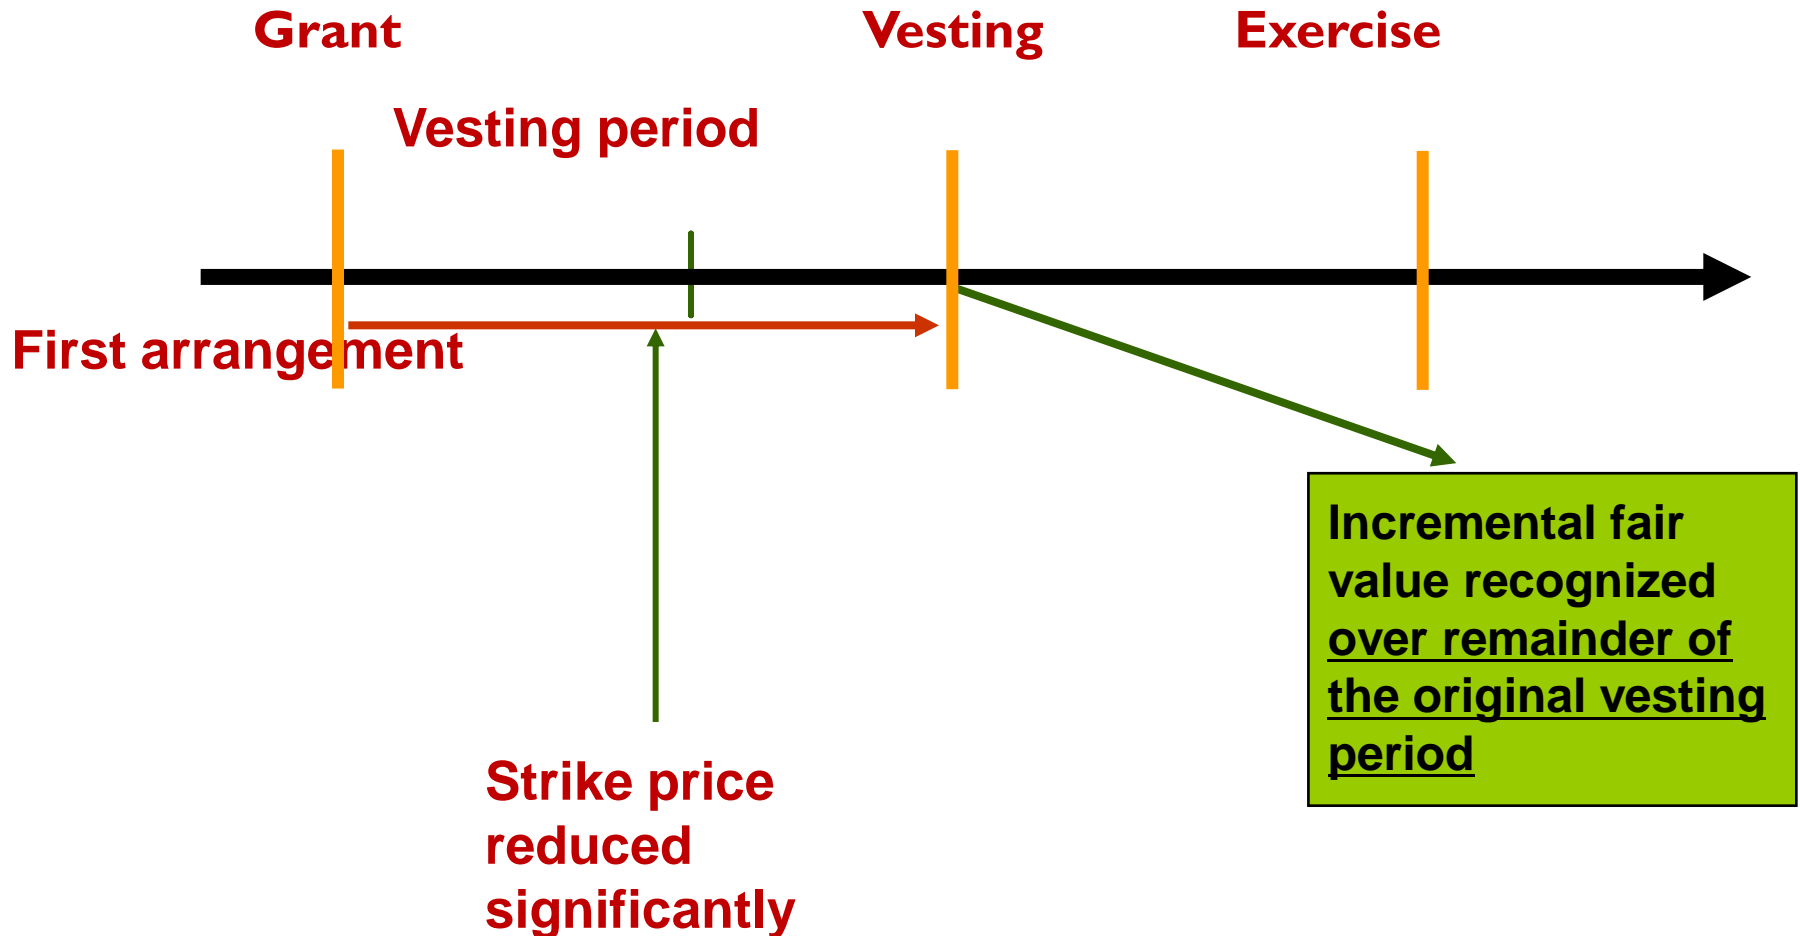 Grant
Vesting
Exercise
Vesting period
First arrangement
Incremental fair
value recognized
over remainder of
the original vesting
period
Strike price
reduced
significantly